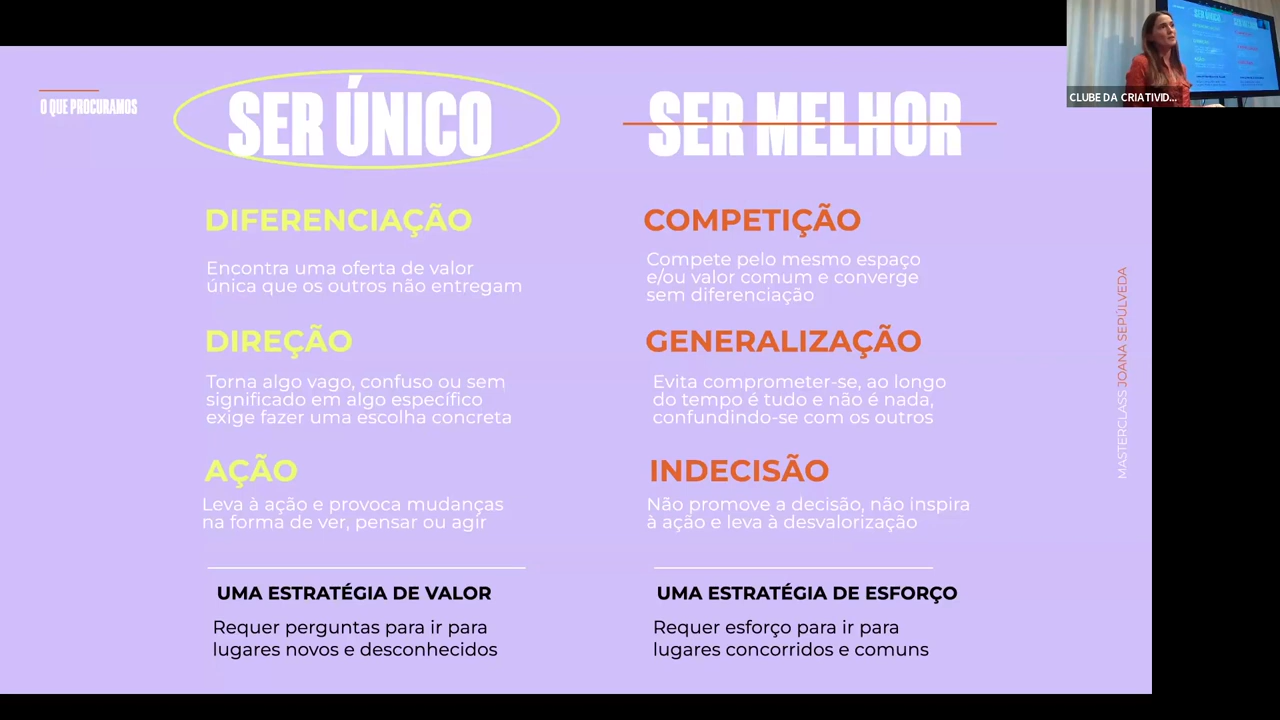 O QUE PROCURAMOS
SER ÚNICO
DIFERENCIAÇÃO
Encontra uma oferta de valor
única que os outros não entregam
DIREÇÃO
Torna algo vago, confuso ou sem
significado em algo específico
exige fazer uma escolha concreta
AÇÃO
Leva à ação e provoca mudanças
na forma de ver, pensar ou agir
UMA ESTRATÉGIA DE VALOR
Requer perguntas para ir para
lugares novos e desconhecidos
SER MELHOR
COMPETIÇÃO
Compete pelo mesmo espaço
e/ou valor comum e converge
sem diferenciação
GENERALIZAÇÃO
Evita comprometer-se, ao longo
do tempo é tudo e não é nada,
confundindo-se com os outros
INDECISÃO
Não promove a decisão, não inspira
à ação e leva à desvalorização
UMA ESTRATÉGIA DE ESFORÇO
Requer esforço para ir para
lugares concorridos e comuns
MASTERCLASS JOANA SEPÚLVEDA
CLUBE DA CRIATIVID...